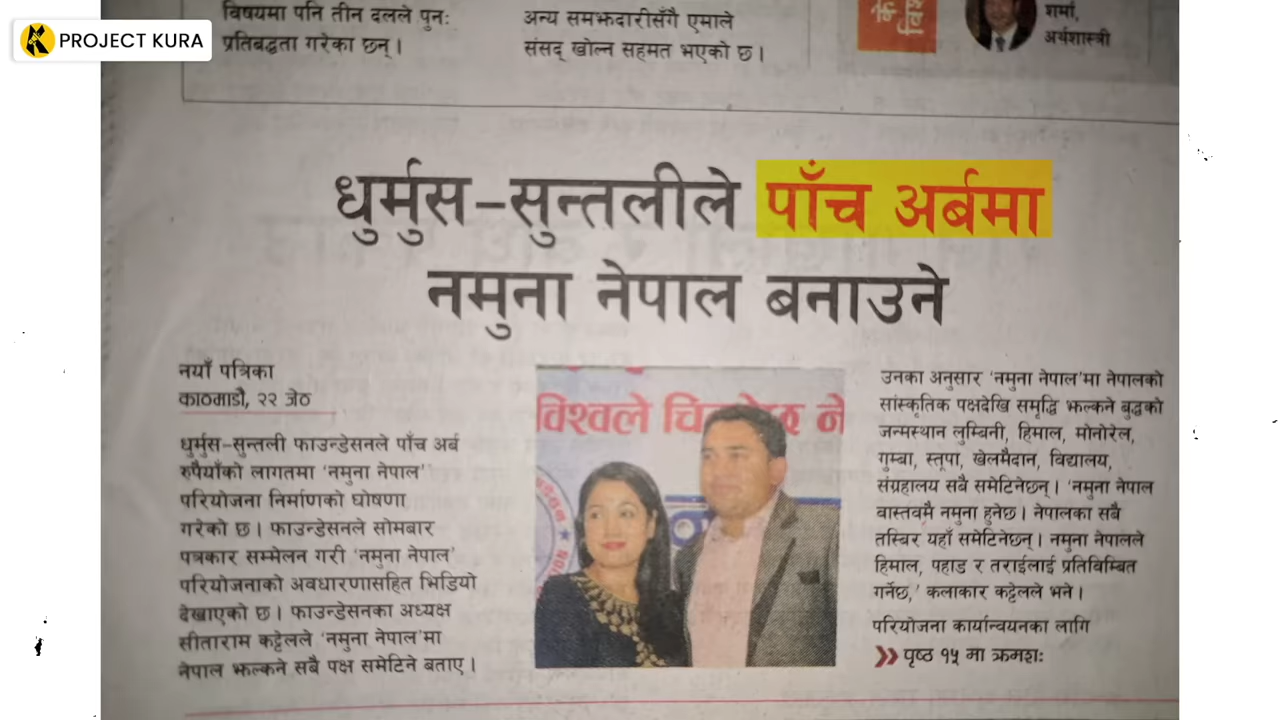 PROJECT KURA
विषयमा पनि तीन दलले पुनः
प्रतिबद्धता गरेका छन्।
अन्य समझदारीसँगै एमाले
संसद् खोल्न सहमत भएको छ।
शर्मा,
अर्थशास्त्री
धुर्मुस-सुन्तलीले पाँच अर्बमा
नमुना नेपाल बनाउने
नयाँ पत्रिका
काठमाडौं, २२ जेठ
धुर्मुस-सुन्तली फाउन्डेसनले पाँच अर्ब
रुपैयाँको लागतमा 'नमुना नेपाल'
परियोजना निर्माणको घोषणा
गरेको छ। फाउन्डेसनले सोमबार
पत्रकार सम्मेलन गरी 'नमुना नेपाल'
परियोजनाको अवधारणासहित भिडियो
देखाएको छ। फाउन्डेसनका अध्यक्ष
सीताराम कट्टेलले 'नमुना नेपाल'मा
नेपाल झल्कने सबै पक्ष समेटिने बताए।
विश्वले
ने
उनका अनुसार 'नमुना नेपाल'मा नेपालको
सांस्कृतिक पक्षदेखि समृद्धि झल्कने बुद्धको
जन्मस्थान लुम्बिनी, हिमाल, मोनोरेल,
गुम्बा, स्तूपा, खेलमैदान, विद्यालय,
संग्रहालय सबै समेटिनेछन्। 'नमुना नेपाल
वास्तवमै नमुना हुनेछ। नेपालका सबै
तस्बिर यहाँ समेटिनेछन्। नमुना नेपालले
हिमाल, पहाड र तराईलाई प्रतिविम्बित
गर्नेछ,' कलाकार कट्टेलले भने।
परियोजना कार्यान्वयनका लागि
पृष्ठ १५ मा क्रमशः